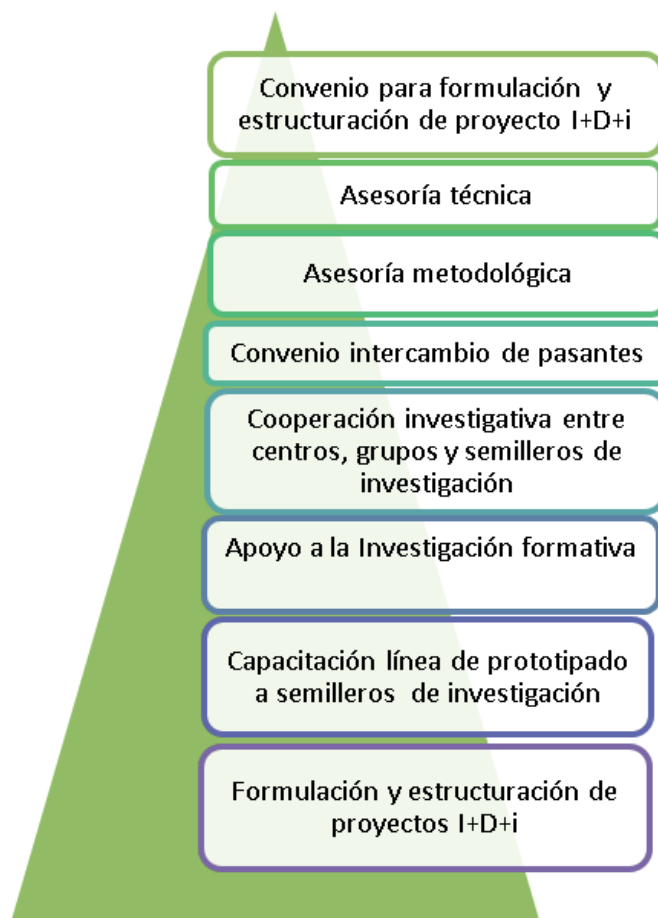 Convenio para formulación y
estructuración de proyecto I+D+i
Asesoría técnica
Asesoría metodológica
Convenio intercambio de pasantes
Cooperación investigativa entre
centros, grupos y semilleros de
investigación
Apoyo a la Investigación formativa
Capacitación línea de prototipado
a semilleros de investigación
Formulación y estructuración de
proyectos I+D+i